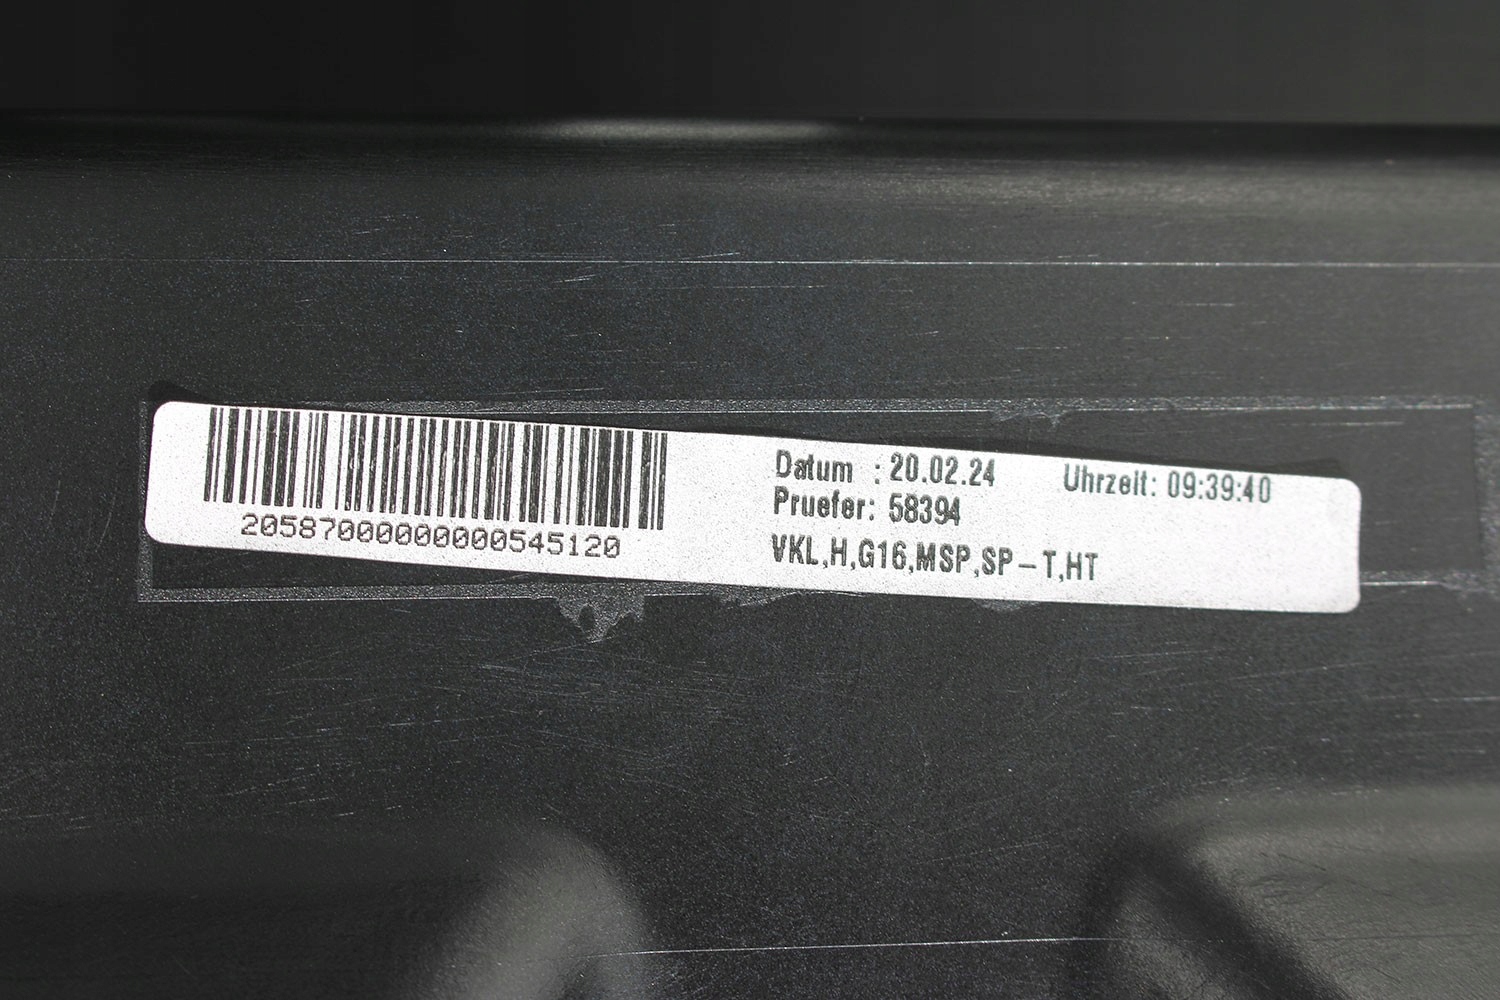 20587000000000545120
Datum : 20.02.24 Uhrzeit: 09:39:40
Pruefer: 58394
VKL,H,G16,MSP,SP-T,HT